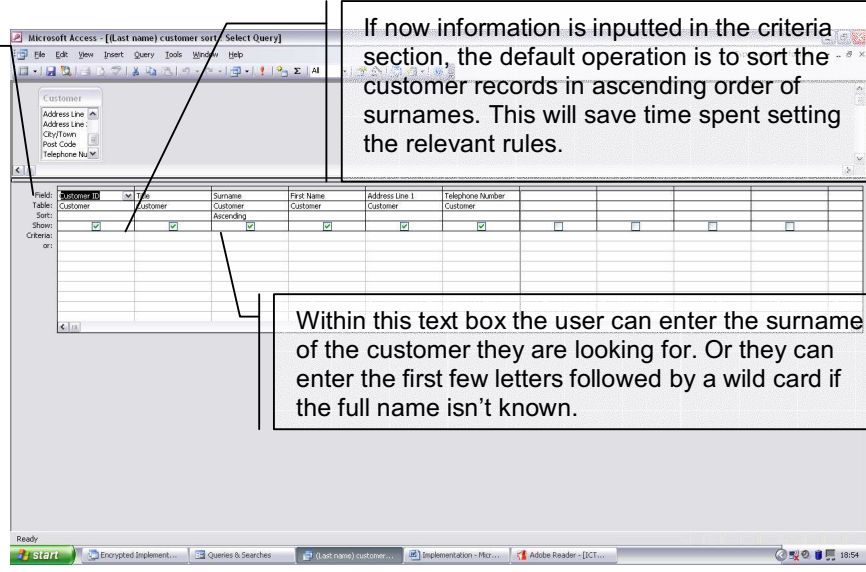 Microsoft Access - [(Last name) customer sort : Select Query]
File Edit View Insert Query Tools Window Help
All
If now information is inputted in the criteria
section, the default operation is to sort the
customer records in ascending order of
surnames. This will save time spent setting
the relevant rules.
Customer
Address Line
Address Line
City/Town
Post Code
Telephone Nu
Field: Customer ID Title Surname First Name Address Line 1 Telephone Number
Table: Customer Customer Customer Customer Customer Customer
Sort: Ascending
Show:
Criteria:
or:
Within this text box the user can enter the surname
of the customer they are looking for. Or they can
enter the first few letters followed by a wild card if
the full name isn’t known.
Ready
start Encrypted Implement... Queries & Searches (Last name) customer... Implementation - Micr... Adobe Reader - [ICT... 18:54